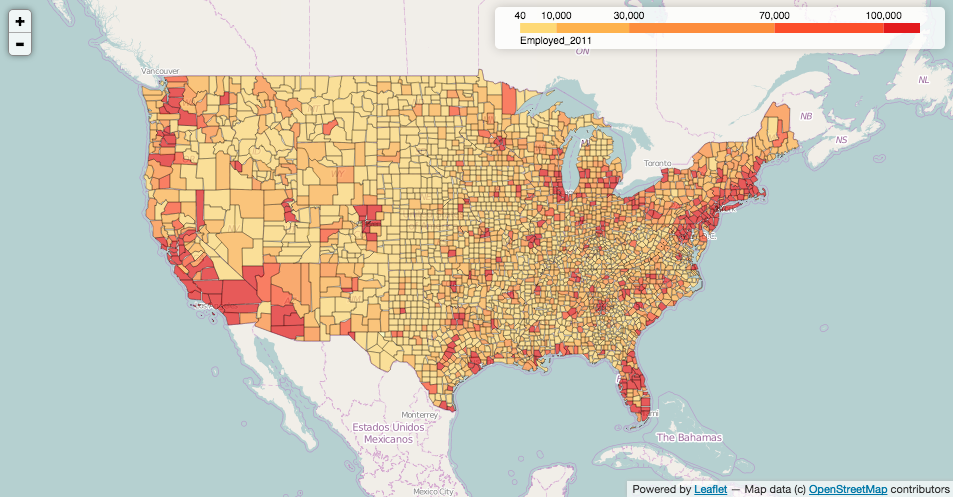 +
-
40 10,000 30,000 70,000 100,000
Employed_2011
ON
NL
Vancouver
NB
NS
Toronto
WY
Monterrey
Estados Unidos
Mexicanos
The Bahamas
Mexico City
Powered by Leaflet — Map data (c) OpenStreetMap contributors